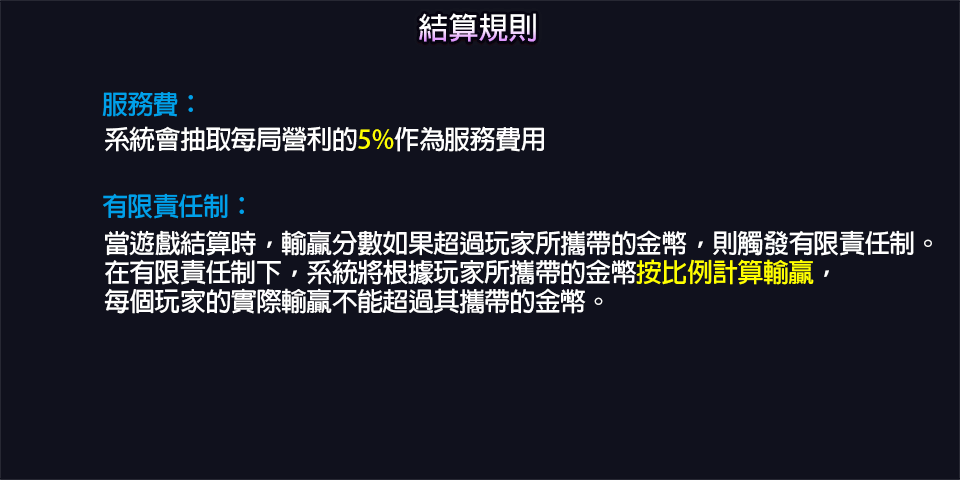 結算規則
服務費：
系統會抽取每局營利的5%作為服務費用
有限責任制：
當遊戲結算時，輸贏分數如果超過玩家所攜帶的金幣，則觸發有限責任制。
在有限責任制下，系統將根據玩家所攜帶的金幣按比例計算輸贏，
每個玩家的實際輸贏不能超過其攜帶的金幣。